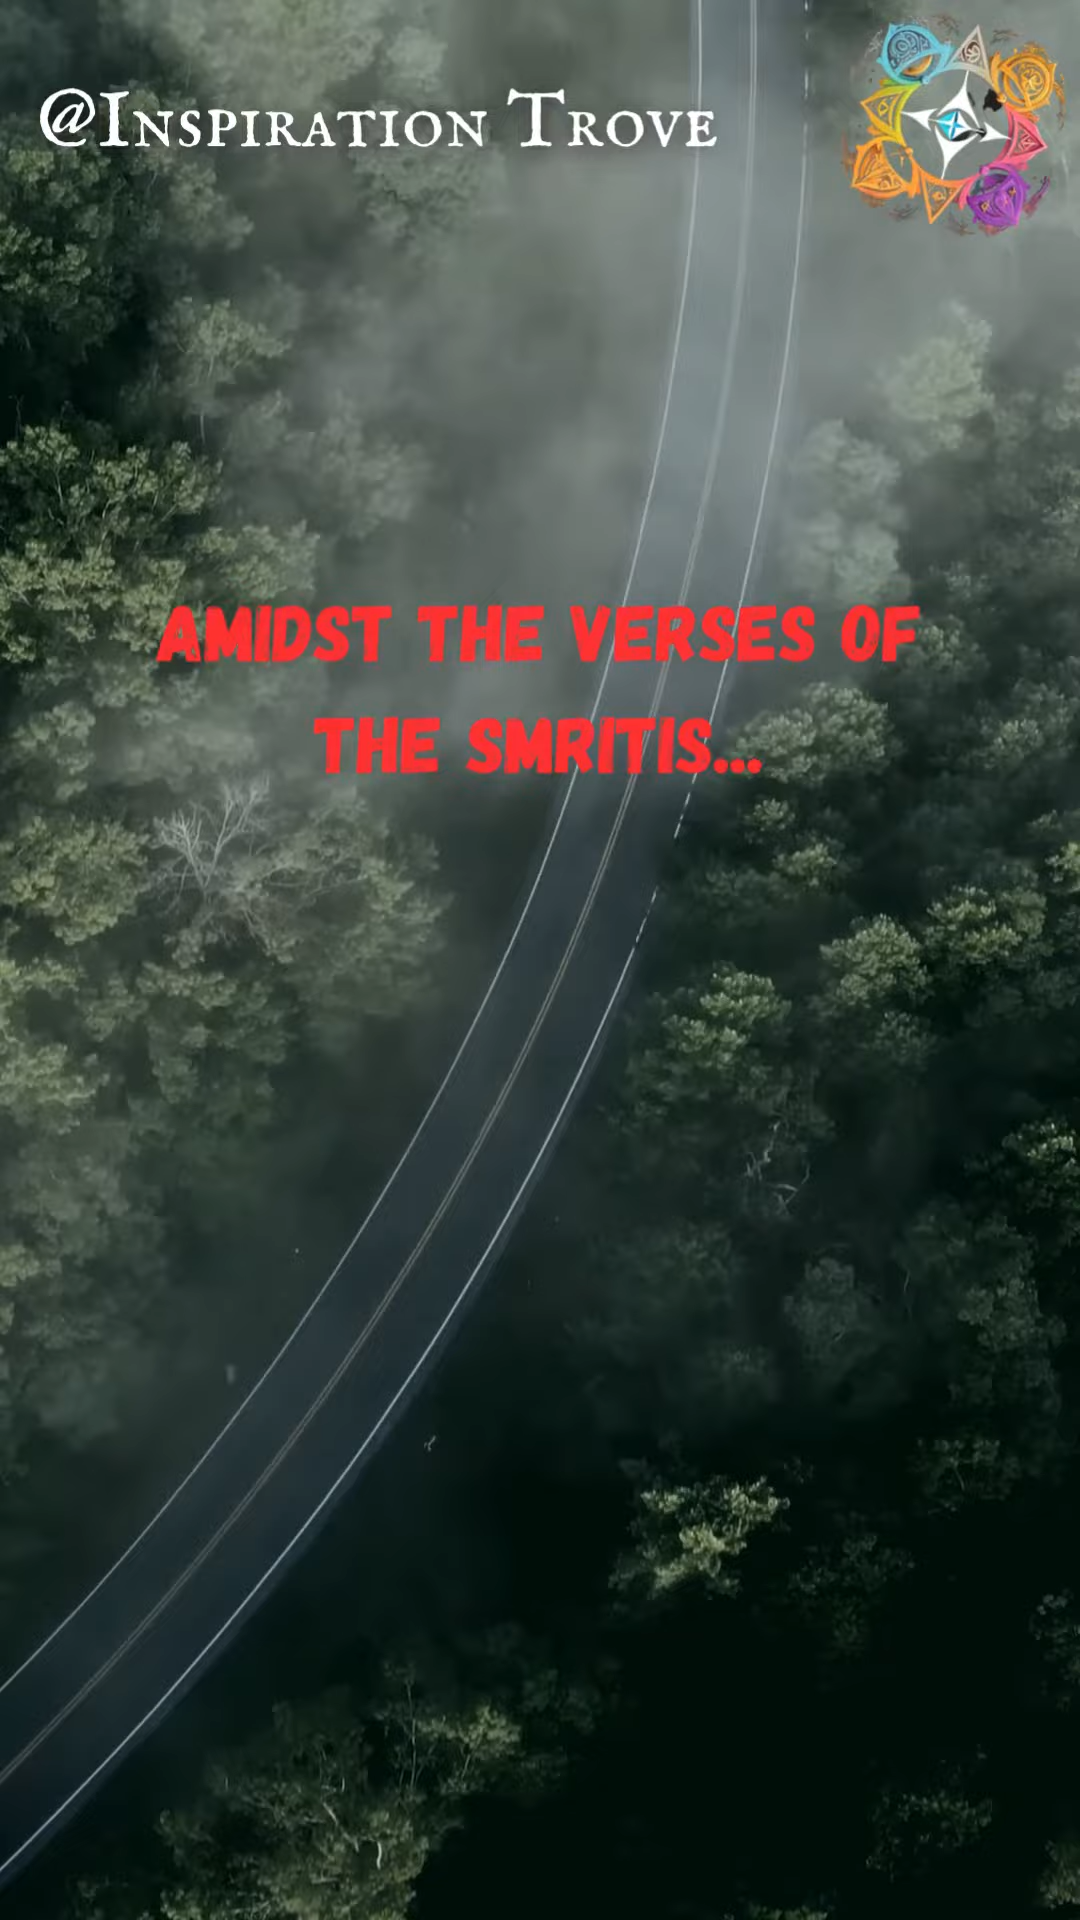 @Inspiration Trove
AMIDST THE VERSES OF
THE SMRITIS...